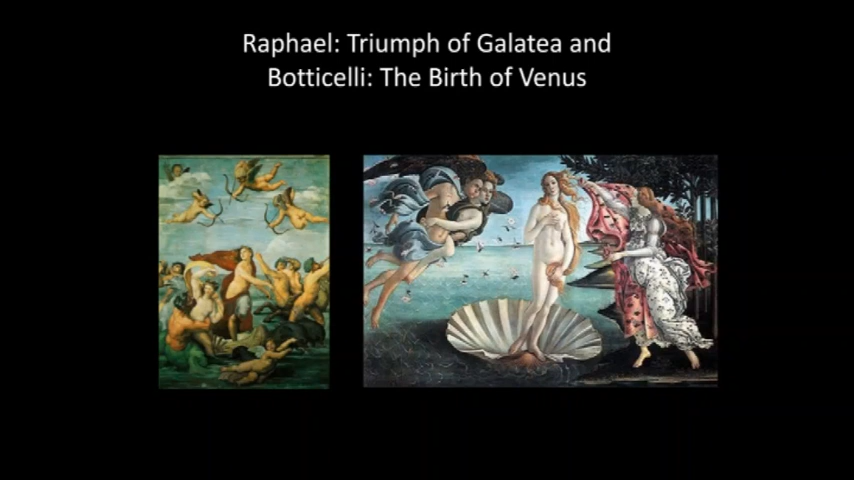 Raphael: Triumph of Galatea and
Botticelli: The Birth of Venus